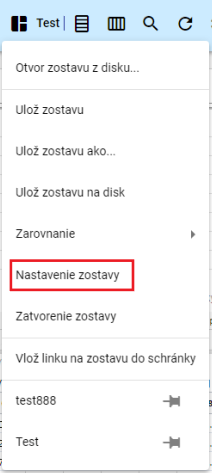 Test
Otvor zostavu z disku...
Ulož zostavu
Ulož zostavu ako...
Ulož zostavu na disk
Zarovnanie
Nastavenie zostavy
Zatvorenie zostavy
Vlož linku na zostavu do schránky
test888
Test